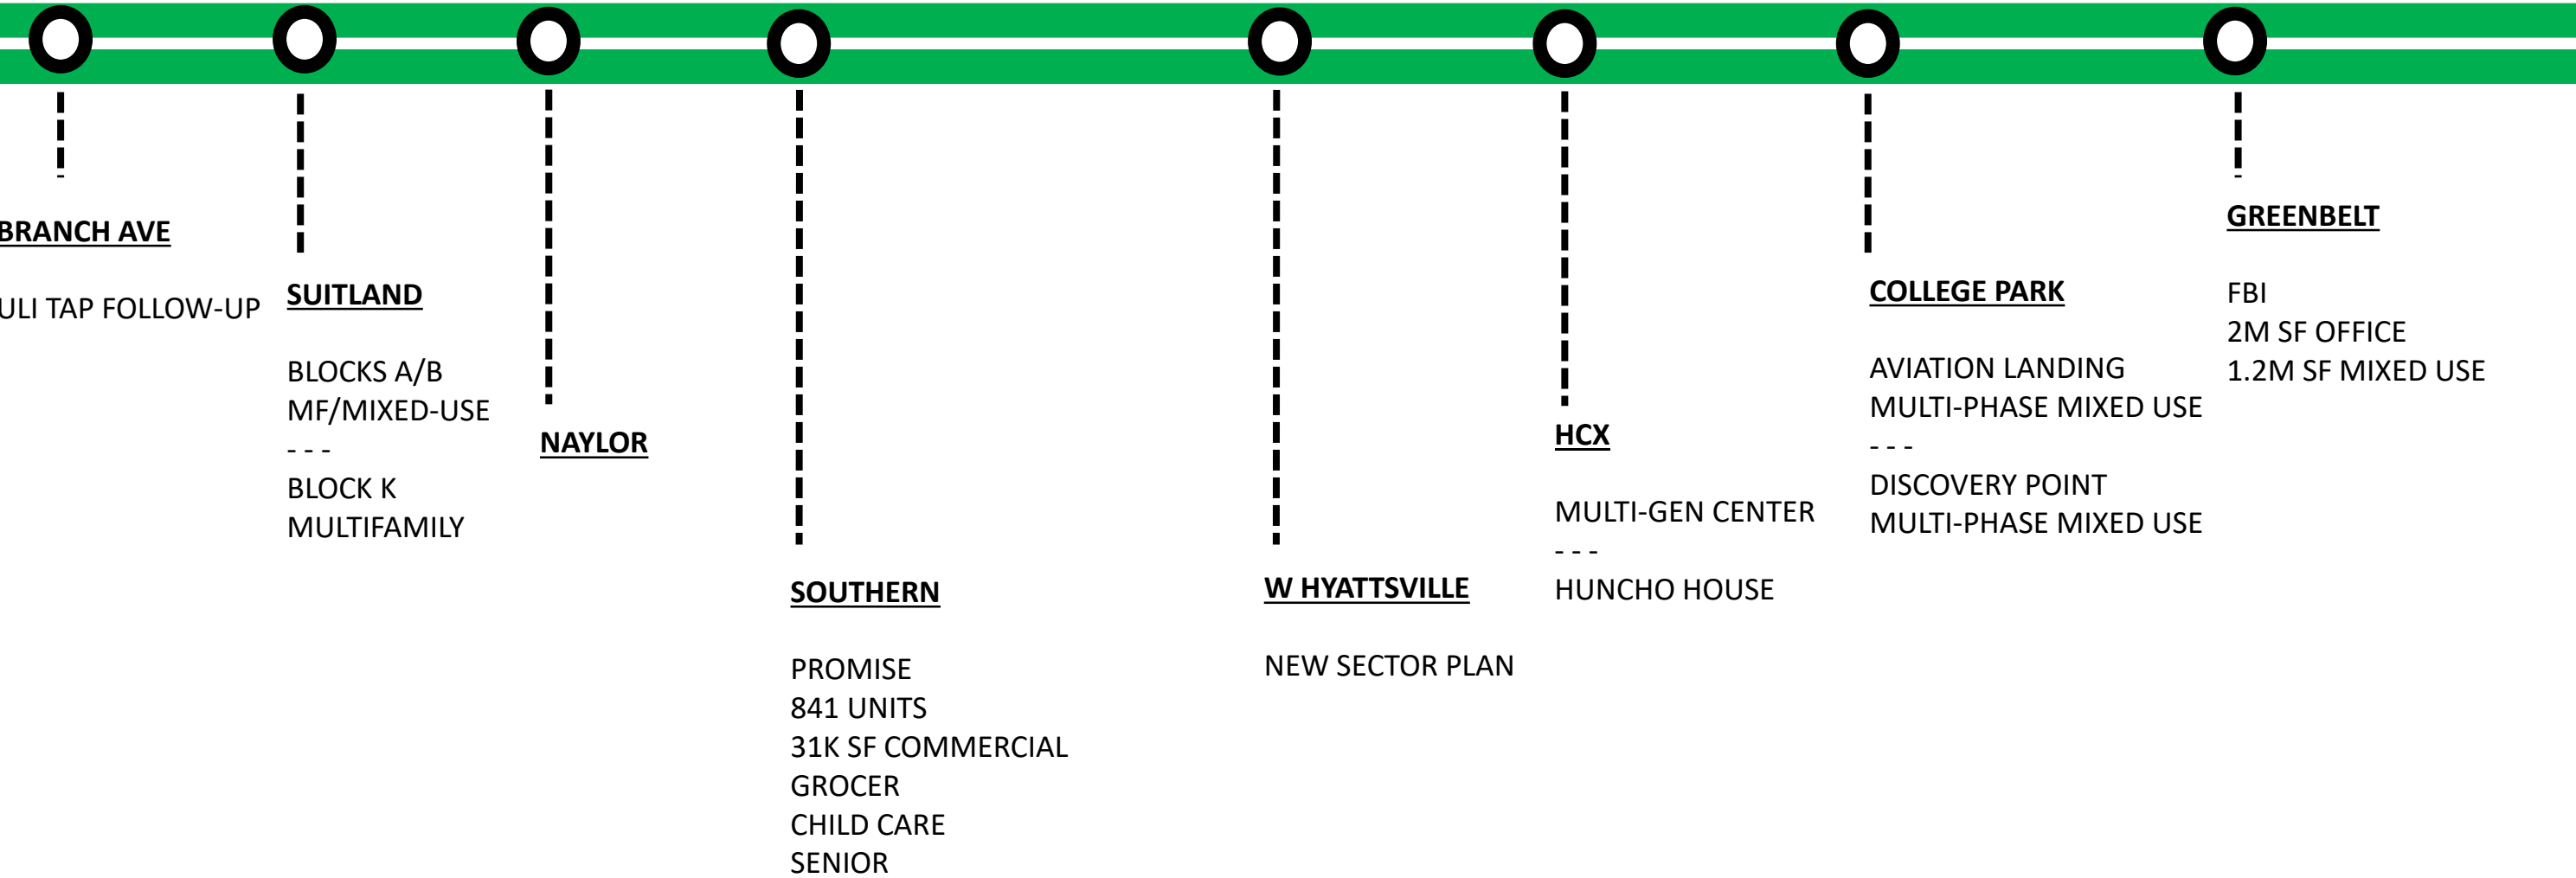 BRANCH AVE
ULI TAP FOLLOW-UP
SUITLAND
BLOCKS A/B
MF/MIXED-USE
- - -
BLOCK K
MULTIFAMILY
NAYLOR
SOUTHERN
PROMISE
841 UNITS
31K SF COMMERCIAL
GROCER
CHILD CARE
SENIOR
W HYATTSVILLE
NEW SECTOR PLAN
HCX
MULTI-GEN CENTER
- - -
HUNCHO HOUSE
COLLEGE PARK
AVIATION LANDING
MULTI-PHASE MIXED USE
- - -
DISCOVERY POINT
MULTI-PHASE MIXED USE
GREENBELT
FBI
2M SF OFFICE
1.2M SF MIXED USE